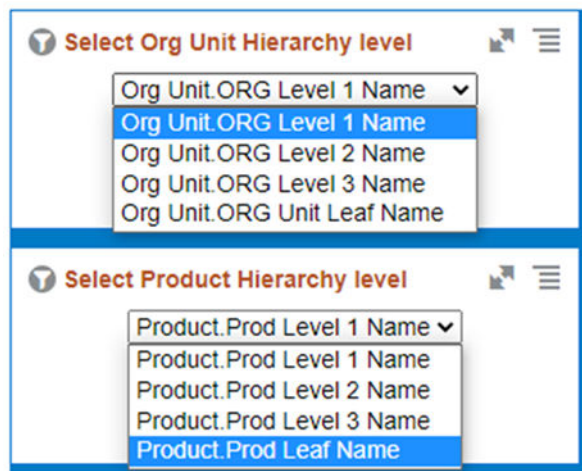 Select Org Unit Hierarchy level
Org Unit.ORG Level 1 Name
Org Unit.ORG Level 1 Name
Org Unit.ORG Level 2 Name
Org Unit.ORG Level 3 Name
Org Unit.ORG Unit Leaf Name
Select Product Hierarchy level
Product.Prod Level 1 Name
Product.Prod Level 1 Name
Product.Prod Level 2 Name
Product.Prod Level 3 Name
Product.Prod Leaf Name